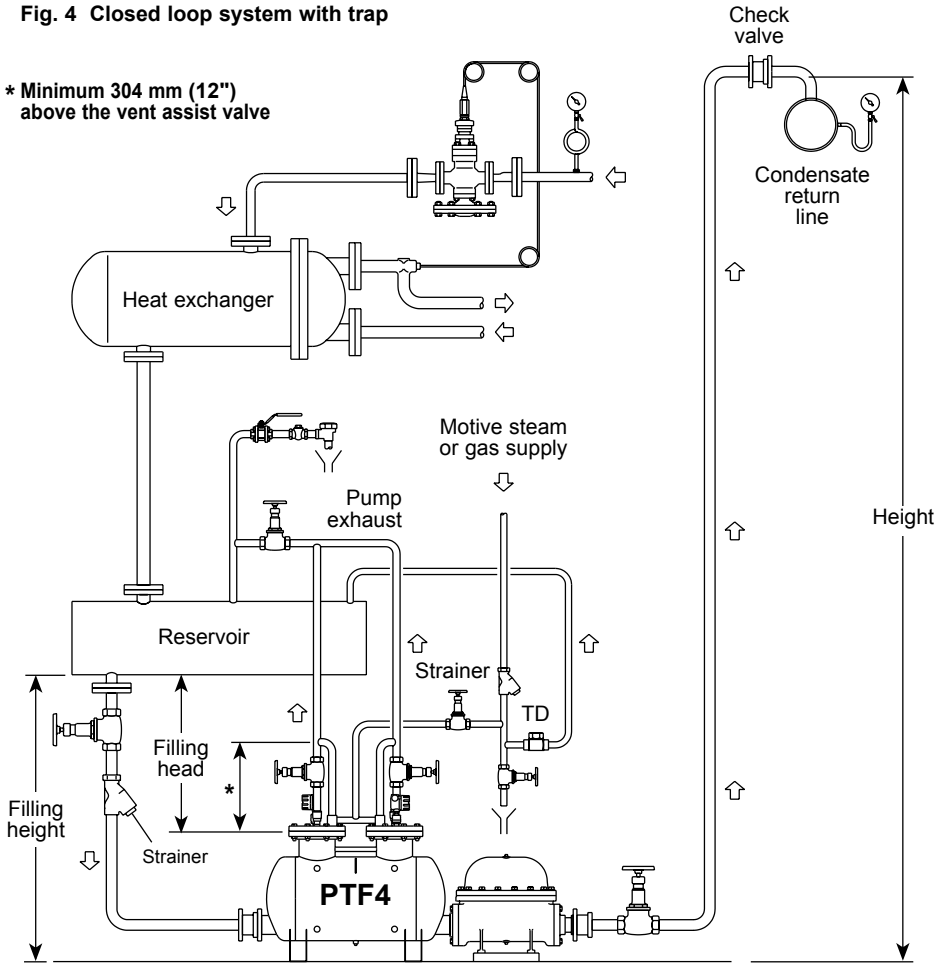 Fig. 4 Closed loop system with trap
* Minimum 304 mm (12")
above the vent assist valve
Check
valve
Condensate
return
line
Heat exchanger
Motive steam
or gas supply
Pump
exhaust
Height
Reservoir
Strainer
TD
Filling
head
*
Filling
height
Strainer
PTF4